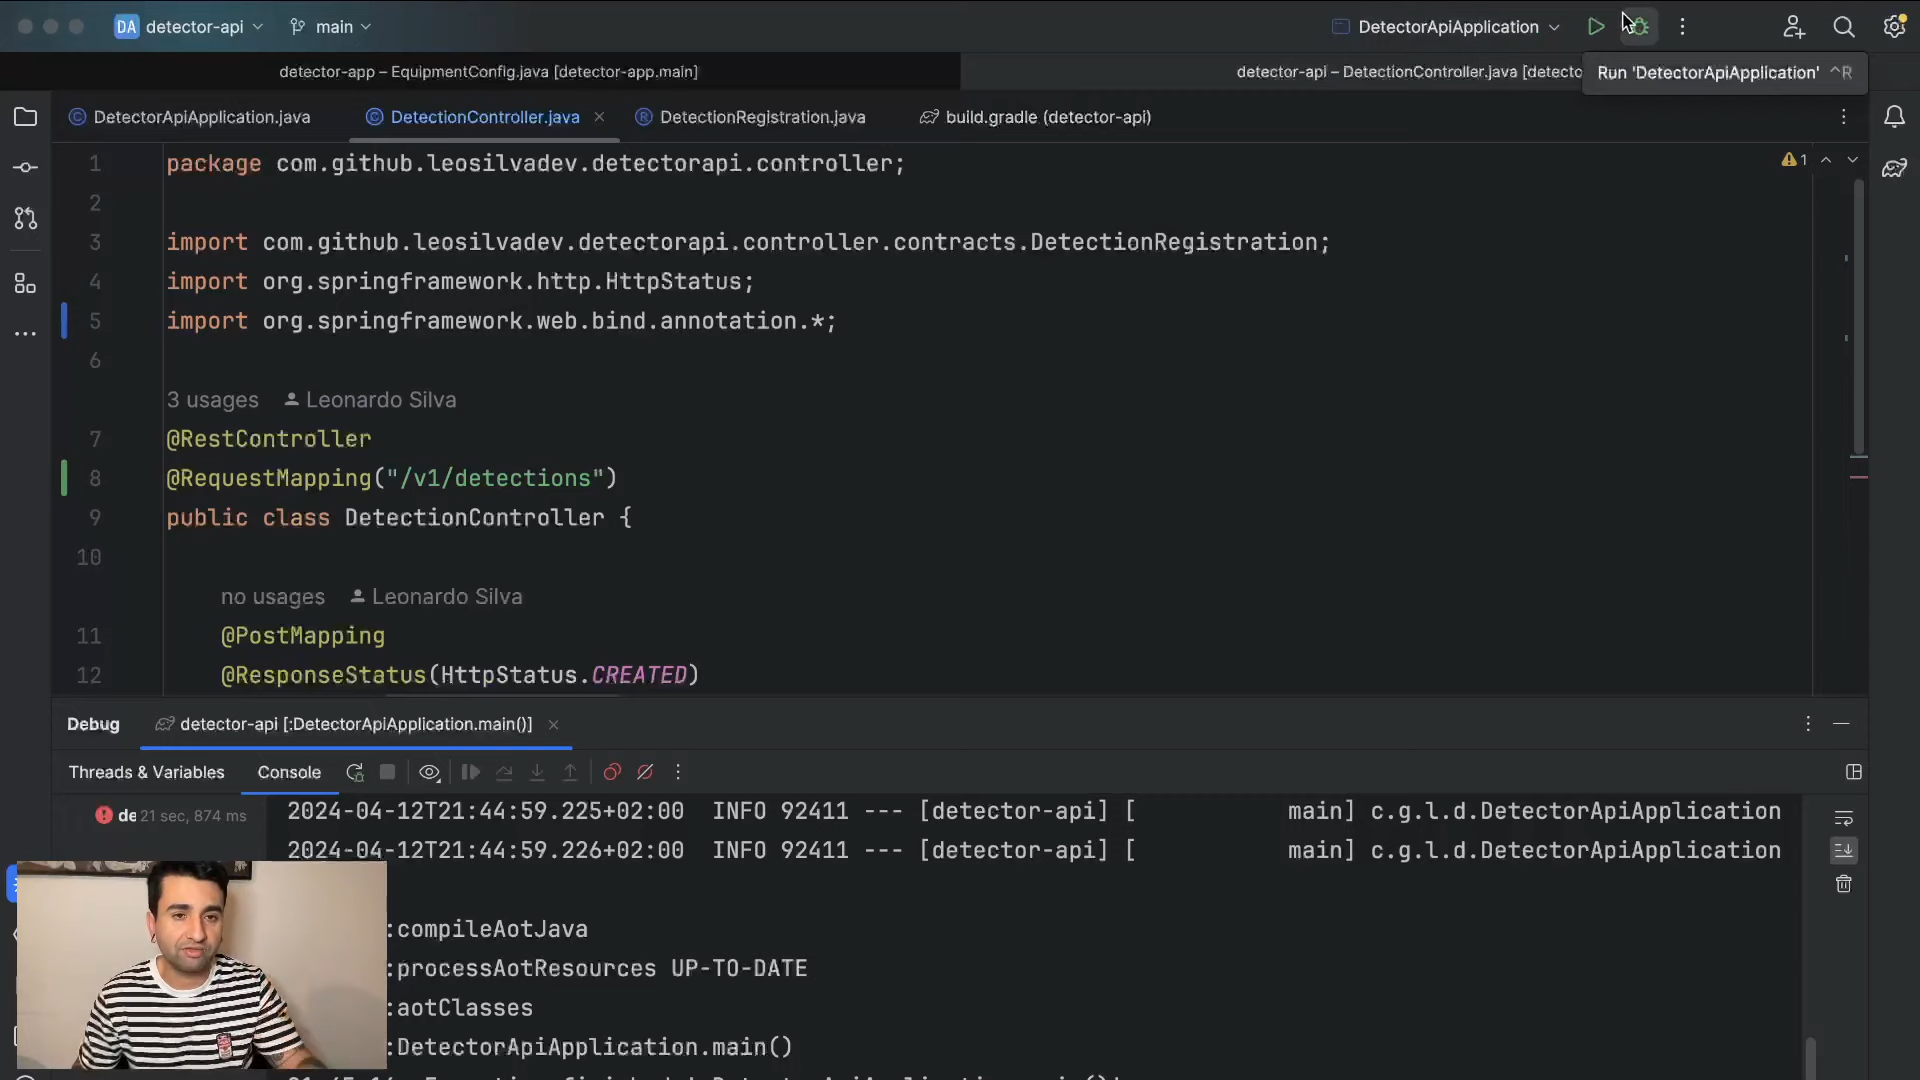 DA detector-api main DetectorApiApplication
detector-app – EquipmentConfig.java [detector-app.main] detector-api – DetectionController.java [detecto Run 'DetectorApiApplication' ^R
DetectorApiApplication.java DetectionController.java DetectionRegistration.java build.gradle (detector-api)
1 package com.github.leosilvadev.detectorapi.controller; 1
2
3 import com.github.leosilvadev.detectorapi.controller.contracts.DetectionRegistration;
4 import org.springframework.http.HttpStatus;
5 import org.springframework.web.bind.annotation.*;
6
3 usages Leonardo Silva
7 @RestController
8 @RequestMapping("/v1/detections")
9 public class DetectionController {
10
no usages Leonardo Silva
11 @PostMapping
12 @ResponseStatus(HttpStatus.CREATED)
Debug detector-api [:DetectorApiApplication.main()]
Threads & Variables Console
de 21 sec, 874 ms 2024-04-12T21:44:59.225+02:00 INFO 92411 --- [detector-api] [ main] c.g.l.d.DetectorApiApplication
2024-04-12T21:44:59.226+02:00 INFO 92411 --- [detector-api] [ main] c.g.l.d.DetectorApiApplication
:compileAotJava
:processAotResources UP-TO-DATE
:aotClasses
:DetectorApiApplication.main()